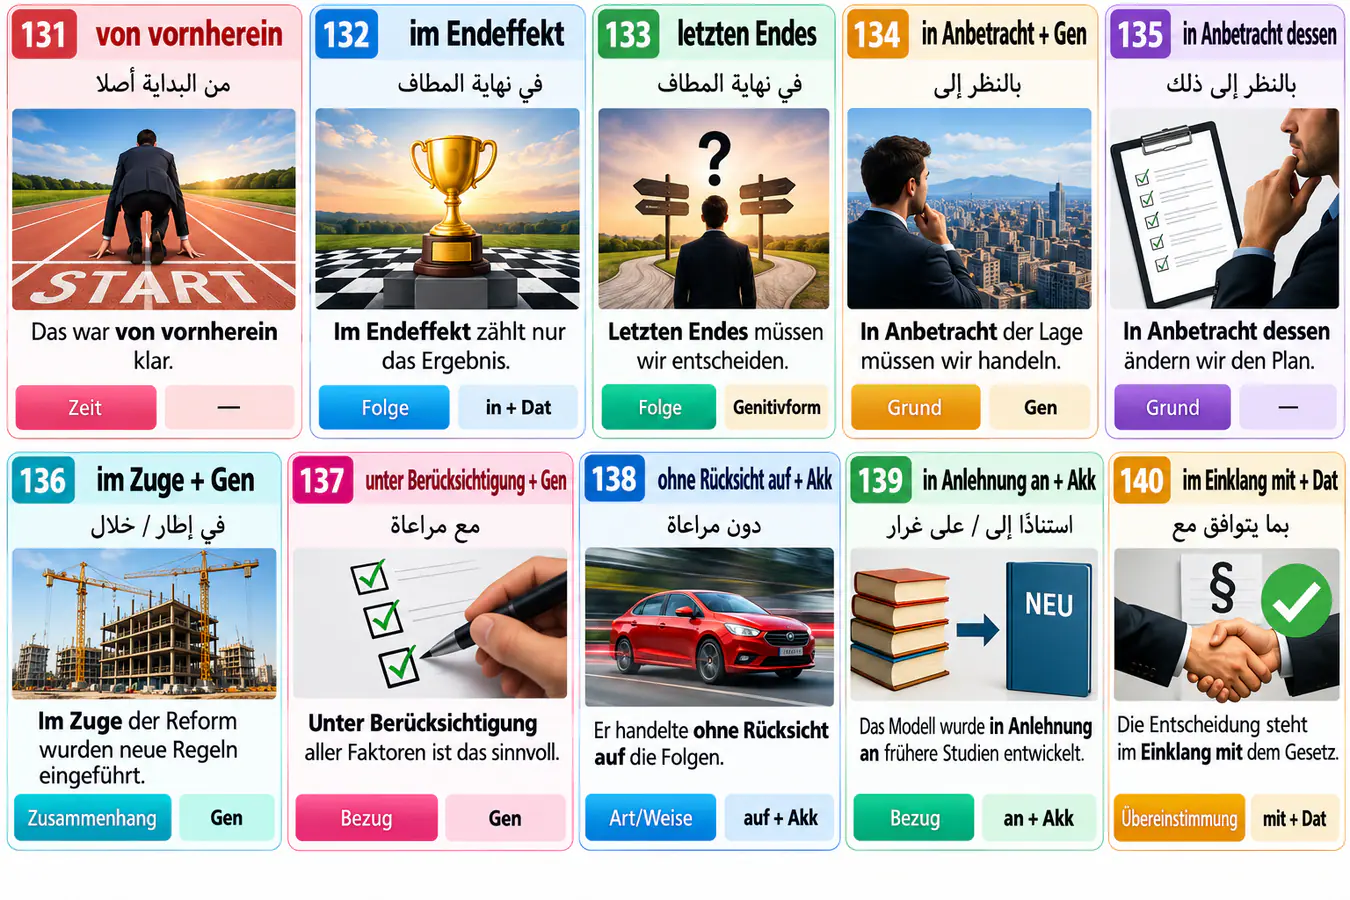 131 von vornherein
من البداية أصلا
START
Das war von vornherein
klar.
Zeit —
132 im Endeffekt
في نهاية المطاف
Im Endeffekt zählt nur
das Ergebnis.
Folge in + Dat
133 letzten Endes
في نهاية المطاف
?
Letzten Endes müssen
wir entscheiden.
Folge Genitivform
134 in Anbetracht + Gen
بالنظر إلى
In Anbetracht der Lage
müssen wir handeln.
Grund Gen
135 in Anbetracht dessen
بالنظر إلى ذلك
In Anbetracht dessen
ändern wir den Plan.
Grund —
136 im Zuge + Gen
في إطار / خلال
Im Zuge der Reform
wurden neue Regeln
eingeführt.
Zusammenhang Gen
137 unter Berücksichtigung + Gen
مع مراعاة
Unter Berücksichtigung
aller Faktoren ist das sinnvoll.
Bezug Gen
138 ohne Rücksicht auf + Akk
دون مراعاة
Er handelte ohne Rücksicht
auf die Folgen.
Art/Weise auf + Akk
139 in Anlehnung an + Akk
استنادًا إلى / على غرار
NEU
Das Modell wurde in Anlehnung
an frühere Studien entwickelt.
Bezug an + Akk
140 im Einklang mit + Dat
بما يتوافق مع
§
Die Entscheidung steht
im Einklang mit dem Gesetz.
Übereinstimmung mit + Dat